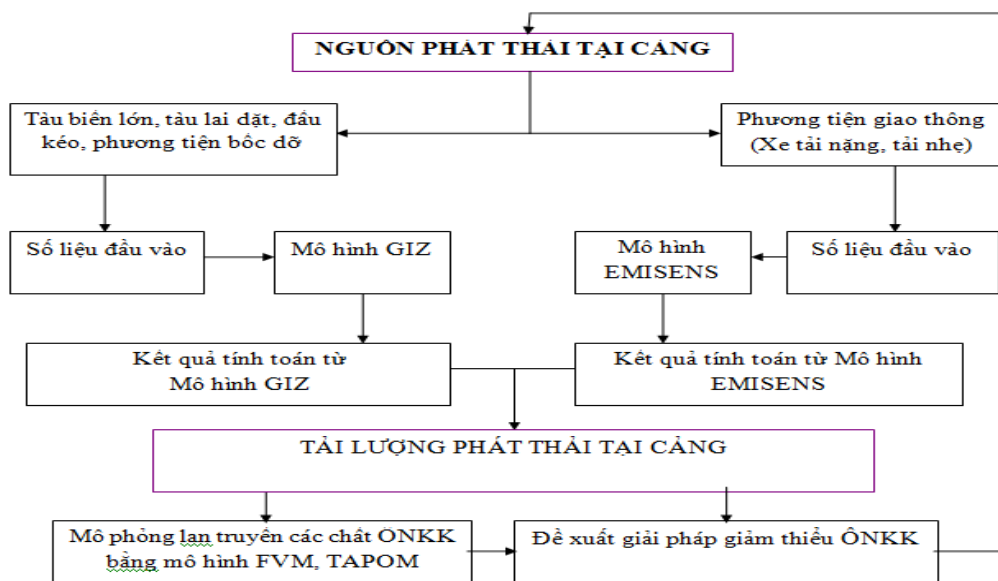 NGUỒN PHÁT THẢI TẠI CẢNG
Tàu biển lớn, tàu lai dặt, đầu
kéo, phương tiện bốc dỡ
Phương tiện giao thông
(Xe tải nặng, tải nhẹ)
Số liệu đầu vào
Mô hình GIZ
Mô hình
EMISENS
Số liệu đầu vào
Kết quả tính toán từ
Mô hình GIZ
Kết quả tính toán từ Mô hình
EMISENS
TẢI LƯỢNG PHÁT THẢI TẠI CẢNG
Mô phỏng lan truyền các chất ÔNKK
bằng mô hình FVM, TAPOM
Đề xuất giải pháp giảm thiểu ÔNKK